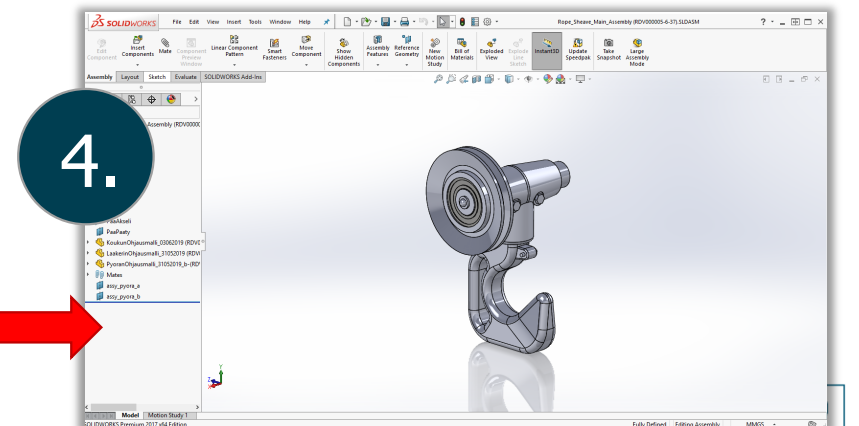 SOLIDWORKS File Edit View Insert Tools Window Help Rope_Sheave_Main_Assembly (RDV000005-6-37).SLDASM ?
Edit Component
Insert Components
Mate
Component Preview Window
Linear Component Pattern
Smart Fasteners
Move Component
Show Hidden Components
Assembly Features
Reference Geometry
New Motion Study
Bill of Materials
Exploded View
Explode Line Sketch
Instant3D
Update Speedpak
Take Snapshot
Large Assembly Mode
Assembly Layout Sketch Evaluate SOLIDWORKS Add-Ins
4.
Assembly (RDV0000
PaaAkseli
PaaPaaty
KoukunOhjausmalli_03062019 (RDV0
LaakerinOhjausmalli_31052019 (RDV
PyoranOhjausmalli_31052019_b-(RD
Mates
assy_pyora_a
assy_pyora_b
Y
Z
Model Motion Study 1
SOLIDWORKS Premium 2017 x64 Edition Fully Defined Editing Assembly MMGS